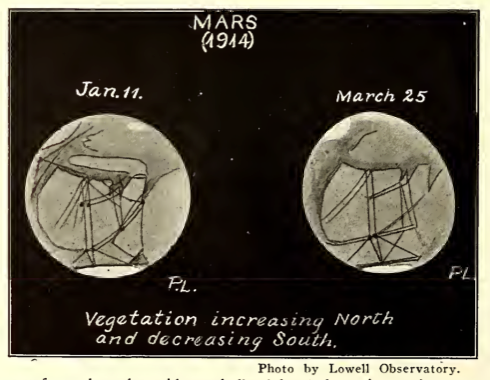 MARS
(1914)
Jan. 11.
March 25
P.L.
P.L.
Vegetation increasing North
and decreasing South.
Photo by Lowell Observatory.